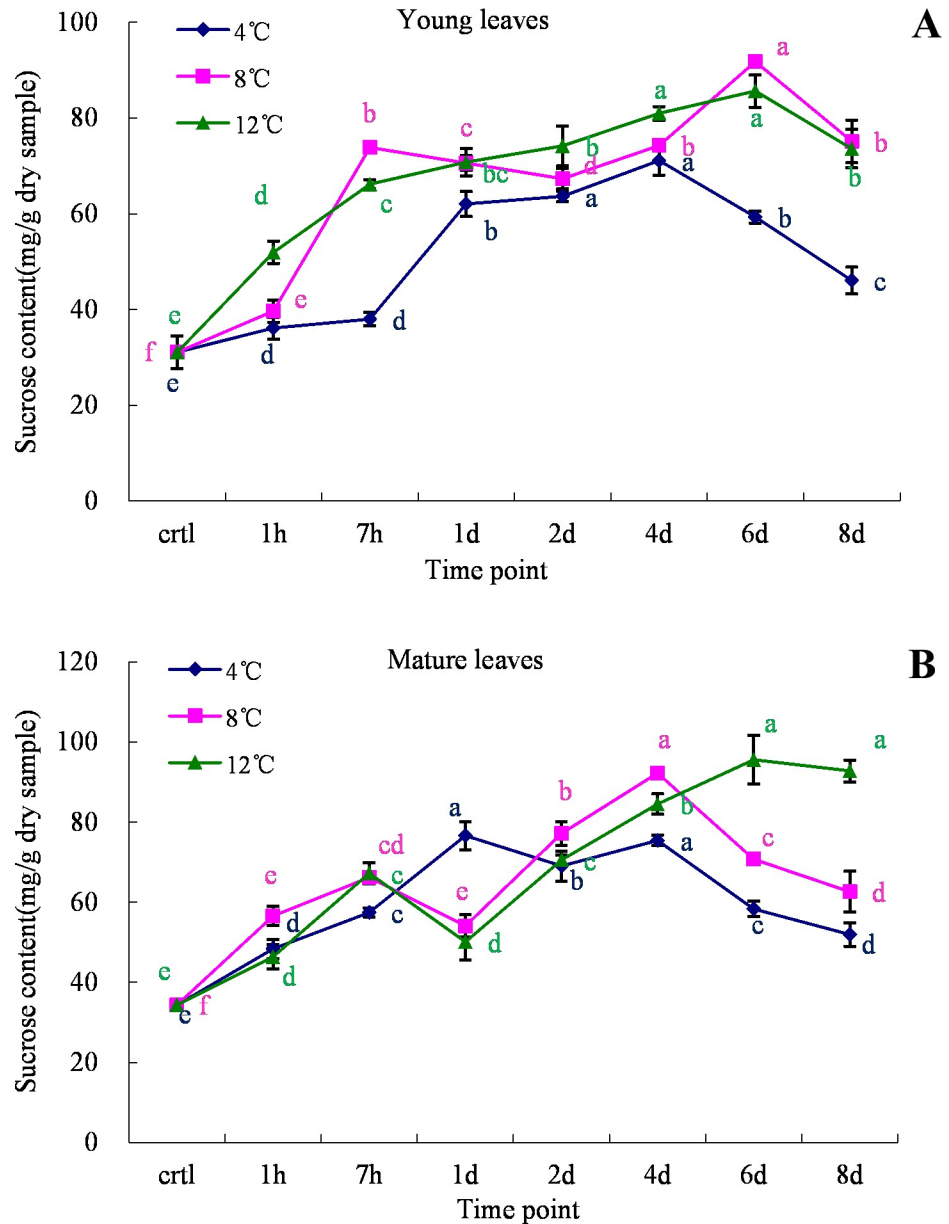 100
80
60
40
20
0
Sucrose content(mg/g dry sample)
Young leaves
A
4℃
8℃
12℃
a
b c a b
d bc b d b a b
e c a b
f e d b a c
e d
crtl 1h 7h 1d 2d 4d 6d 8d
Time point
120
100
80
60
40
20
0
Sucrose content(mg/g dry sample)
Mature leaves
B
4℃
8℃
12℃
a a a
b
a b
cd a c
e c e c b d
d c d c d
e d
f
e
crtl 1h 7h 1d 2d 4d 6d 8d
Time point